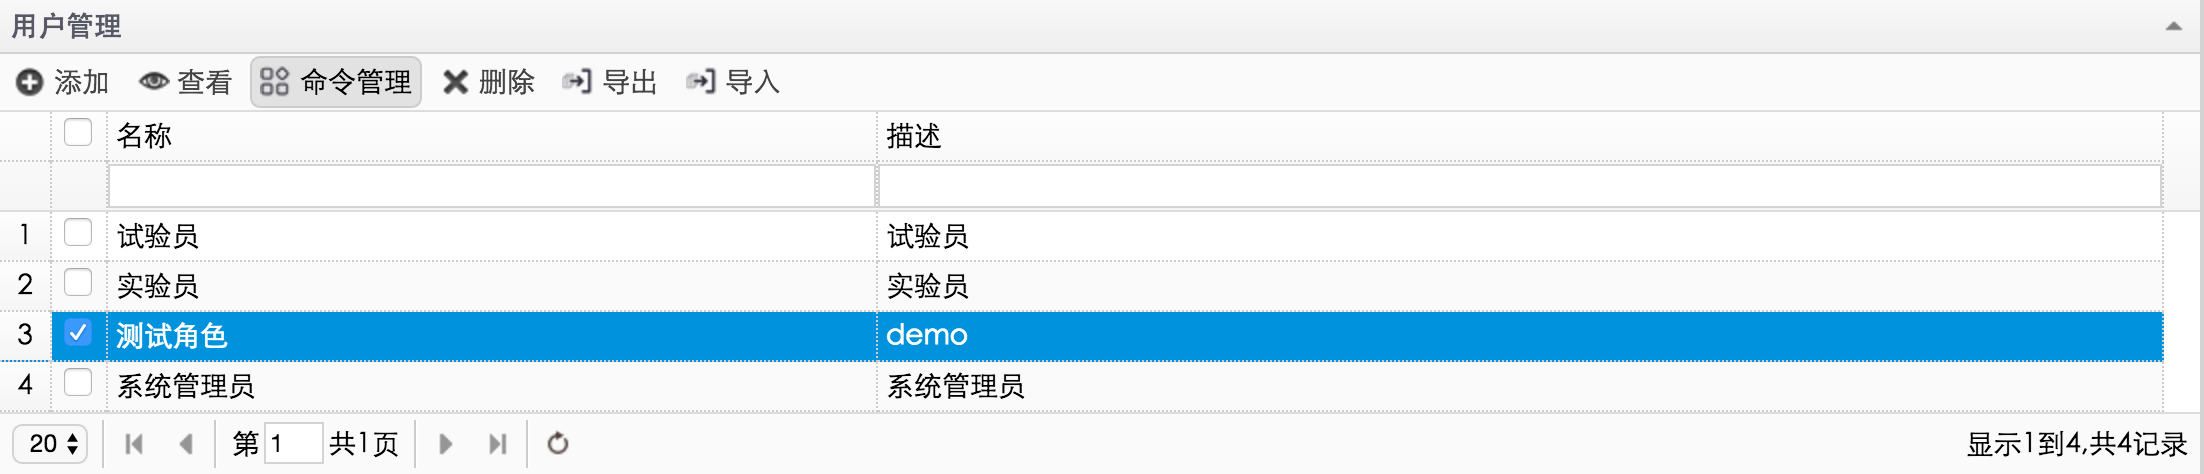 用户管理
添加 查看 命令管理 删除 导出 导入
名称 描述
1 试验员 试验员
2 实验员 实验员
3 测试角色 demo
4 系统管理员 系统管理员
20 第 1 共1页 显示1到4,共4记录